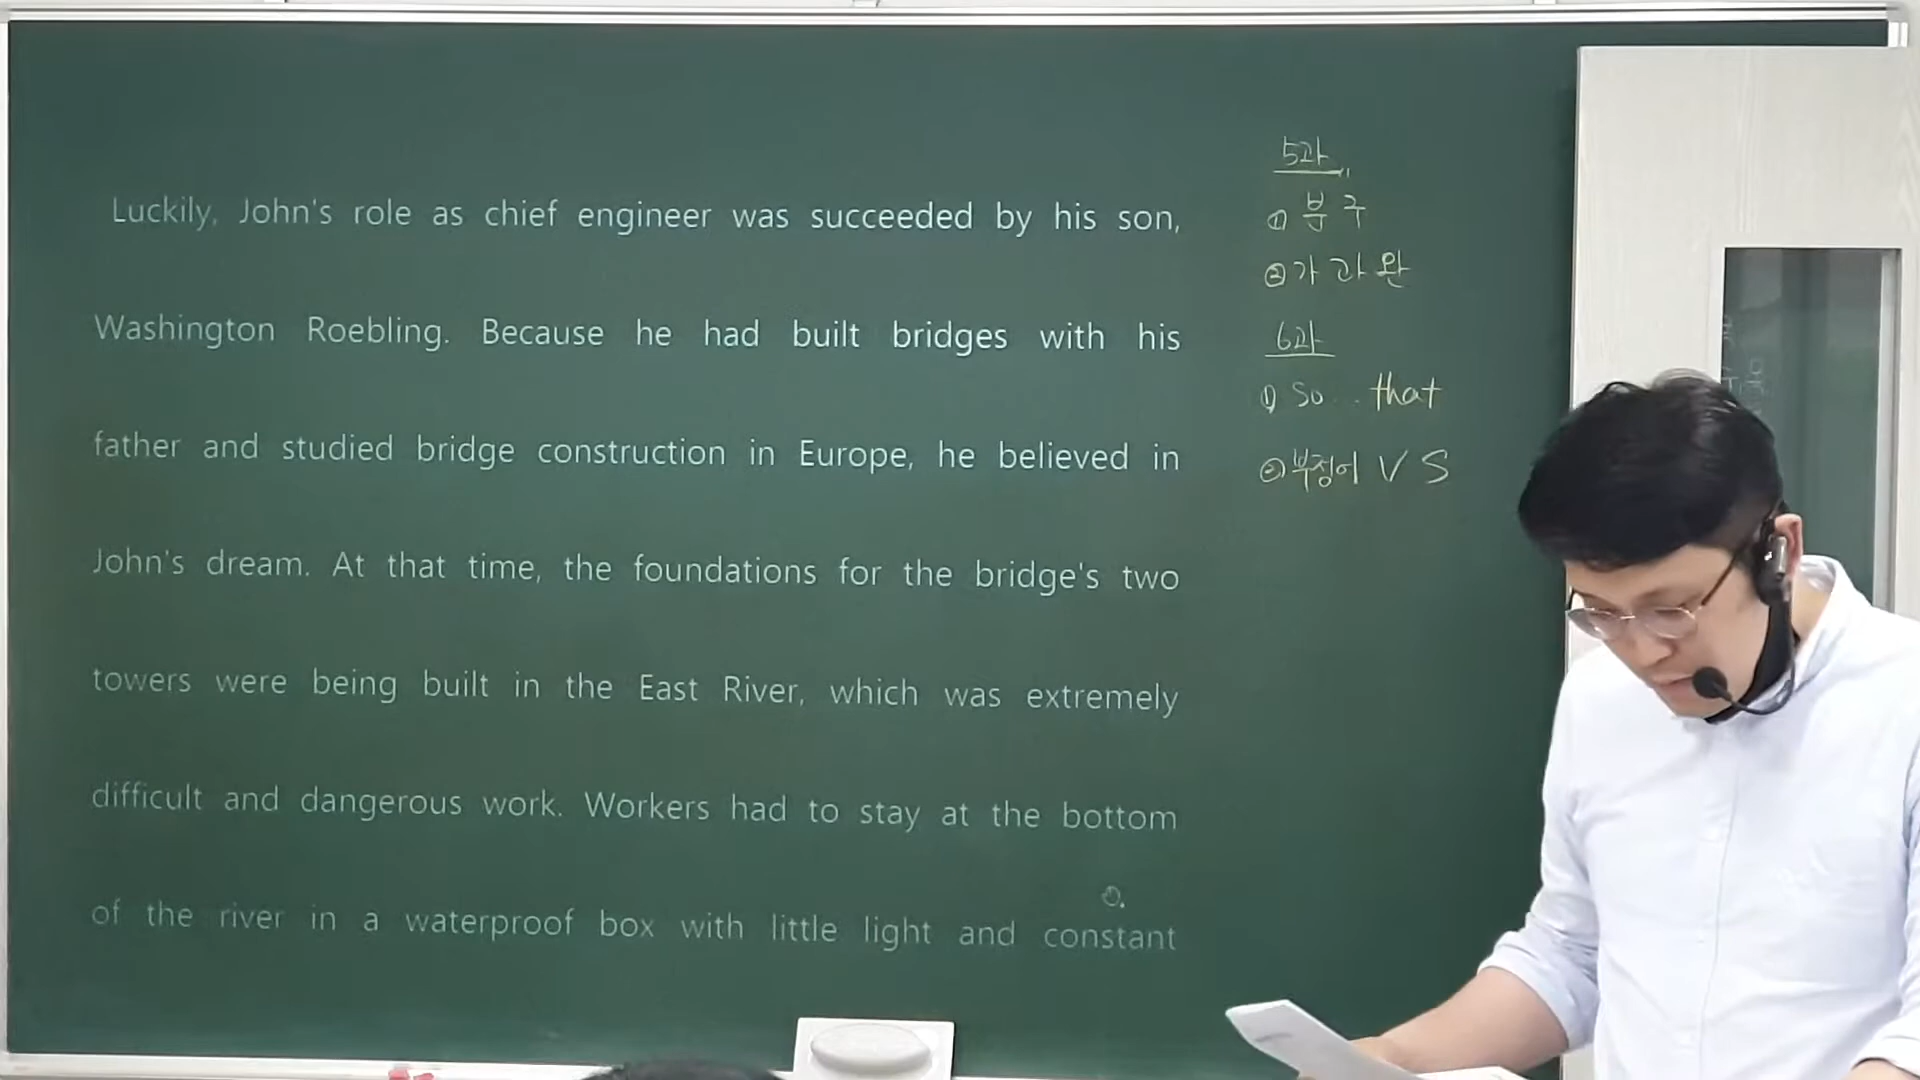 Luckily, John's role as chief engineer was succeeded by his son,
Washington Roebling. Because he had built bridges with his
father and studied bridge construction in Europe, he believed in
John's dream. At that time, the foundations for the bridge's two
towers were being built in the East River, which was extremely
difficult and dangerous work. Workers had to stay at the bottom
of the river in a waterproof box with little light and constant
5과
① 분 주
② 가 과 완
6과
① So .. that
② 부정어 V S